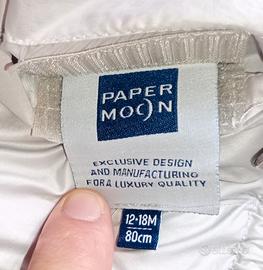 PAPER
MOON
EXCLUSIVE DESIGN
AND MANUFACTURING
FOR A LUXURY QUALITY
12-18M
80cm